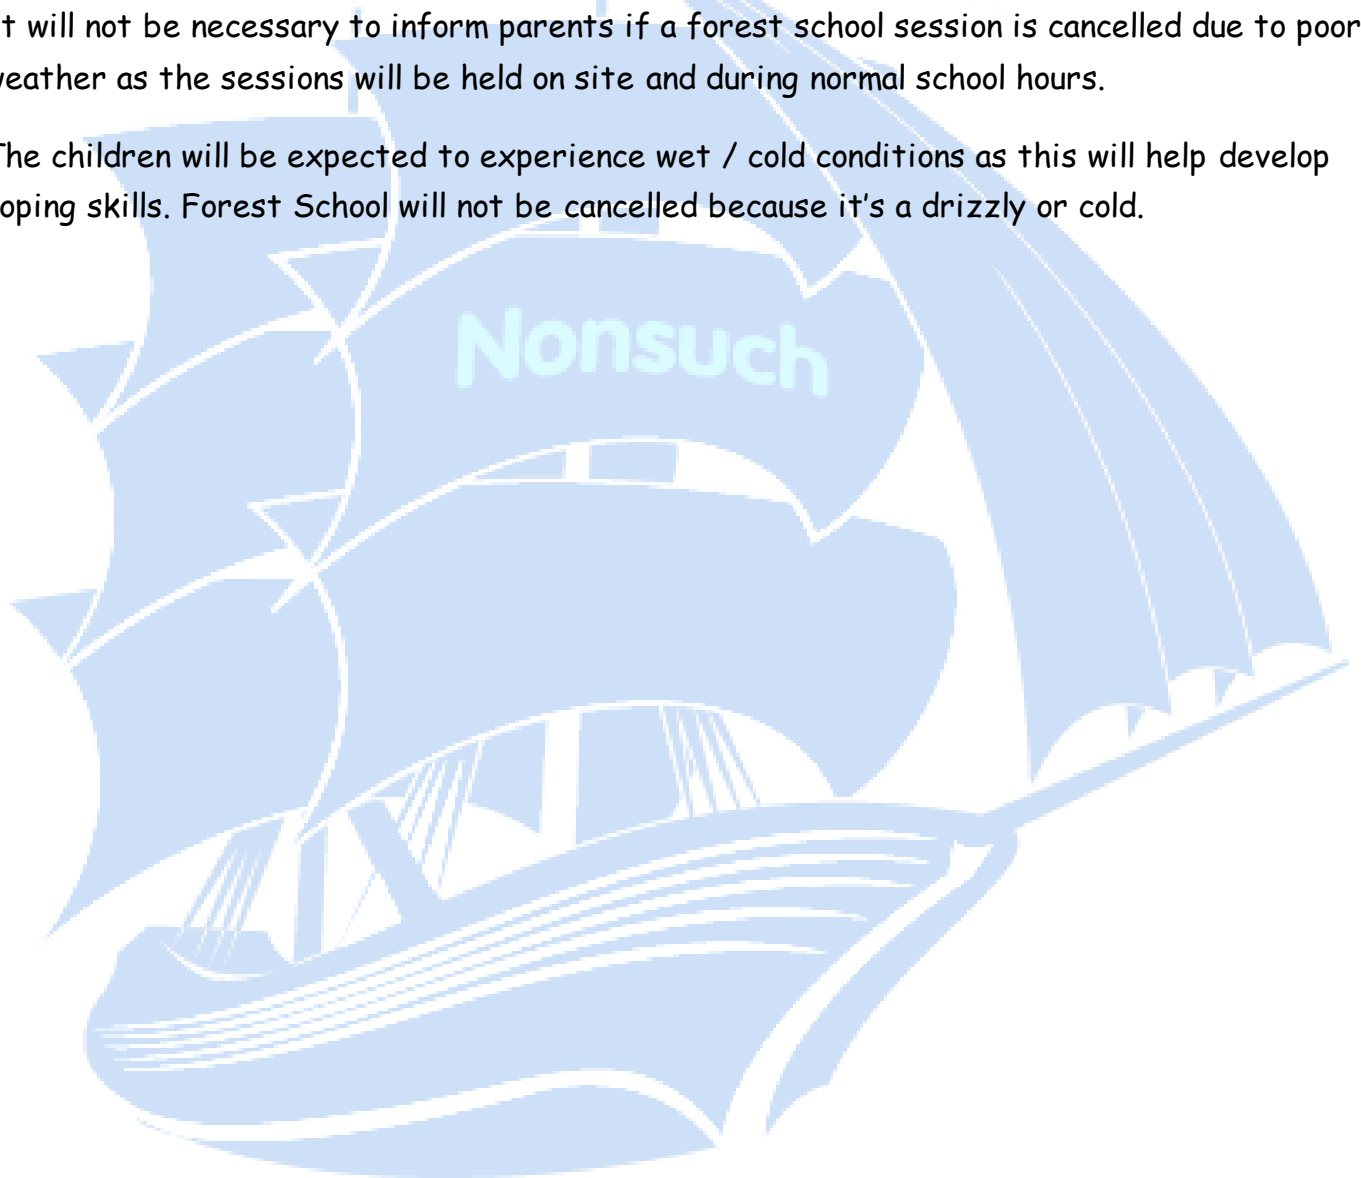 t will not be necessary to inform parents if a forest school session is cancelled due to poor
weather as the sessions will be held on site and during normal school hours.
The children will be expected to experience wet / cold conditions as this will help develop
oping skills. Forest School will not be cancelled because it's a drizzly or cold.
Nonsuch